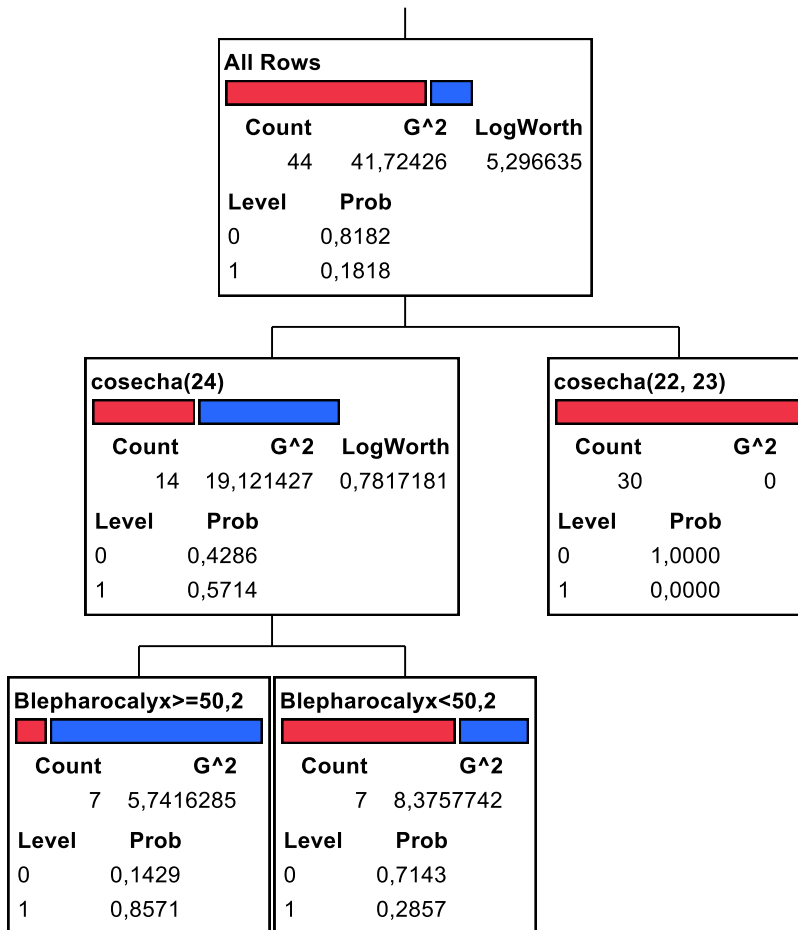 All Rows
Count G^2 LogWorth
44 41,72426 5,296635
Level Prob
0 0,8182
1 0,1818
cosecha(24)
Count G^2 LogWorth
14 19,121427 0,7817181
Level Prob
0 0,4286
1 0,5714
cosecha(22, 23)
Count G^2
30 0
Level Prob
0 1,0000
1 0,0000
Blepharocalyx>=50,2
Count G^2
7 5,7416285
Level Prob
0 0,1429
1 0,8571
Blepharocalyx<50,2
Count G^2
7 8,3757742
Level Prob
0 0,7143
1 0,2857